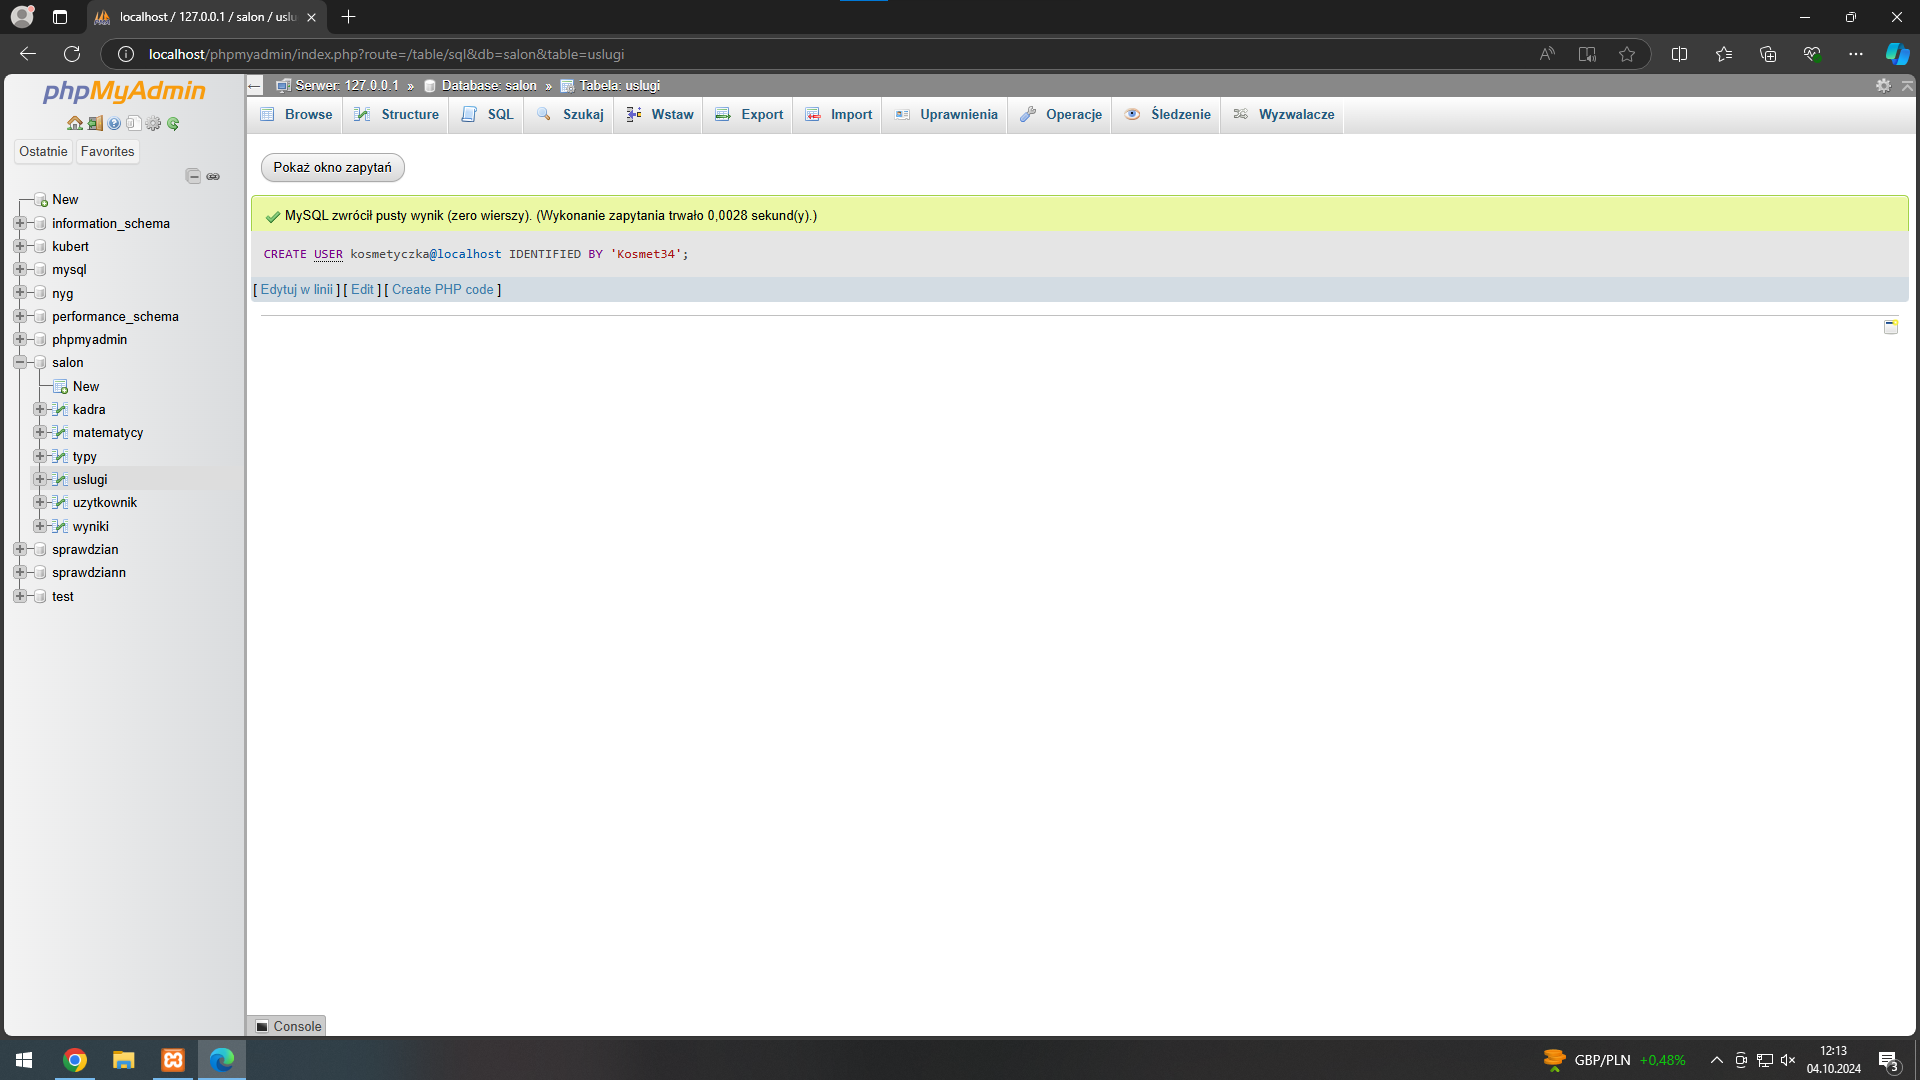 localhost / 127.0.0.1 / salon / uslu
localhost/phpmyadmin/index.php?route=/table/sql&db=salon&table=uslugi
phpMyAdmin
Ostatnie Favorites
New
information_schema
kubert
mysql
nyg
performance_schema
phpmyadmin
salon
New
kadra
matematycy
typy
uslugi
uzytkownik
wyniki
sprawdzian
sprawdziann
test
Serwer: 127.0.0.1 » Database: salon » Tabela: uslugi
Browse Structure SQL Szukaj Wstaw Export Import Uprawnienia Operacje Śledzenie Wyzwalacze
Pokaż okno zapytań
MySQL zwrócił pusty wynik (zero wierszy). (Wykonanie zapytania trwało 0,0028 sekund(y).)
CREATE USER kosmetyczka@localhost IDENTIFIED BY 'Kosmet34';
[ Edytuj w linii ] [ Edit ] [ Create PHP code ]
Console
GBP/PLN +0,48%
12:13
04.10.2024
3